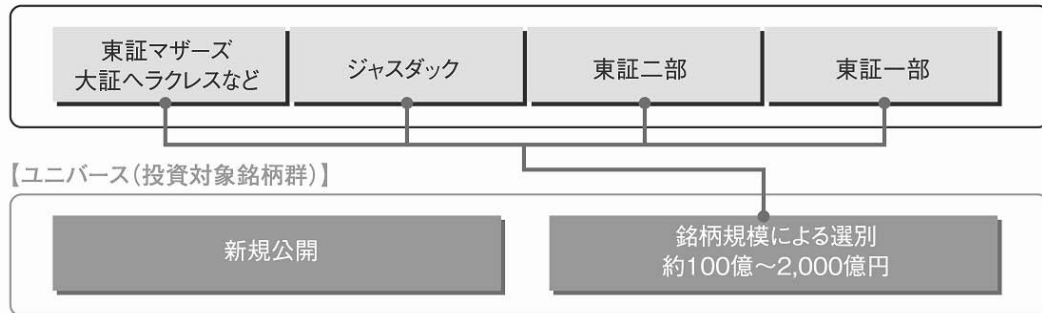 東証マザーズ
大証ヘラクレスなど
ジャスダック
東証二部
東証一部
【ユニバース(投資対象銘柄群)】
新規公開
銘柄規模による選別
約100億〜2,000億円